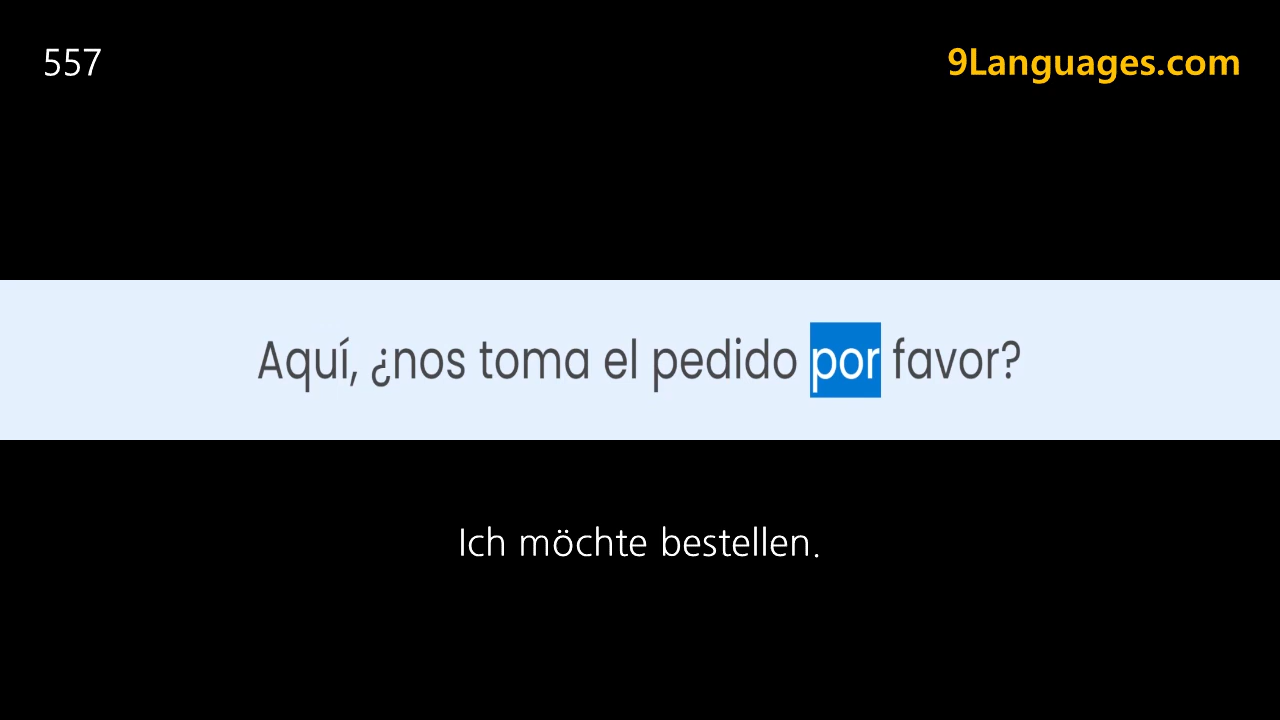 557
9Languages.com
Aquí, ¿nos toma el pedido por favor?
Ich möchte bestellen.